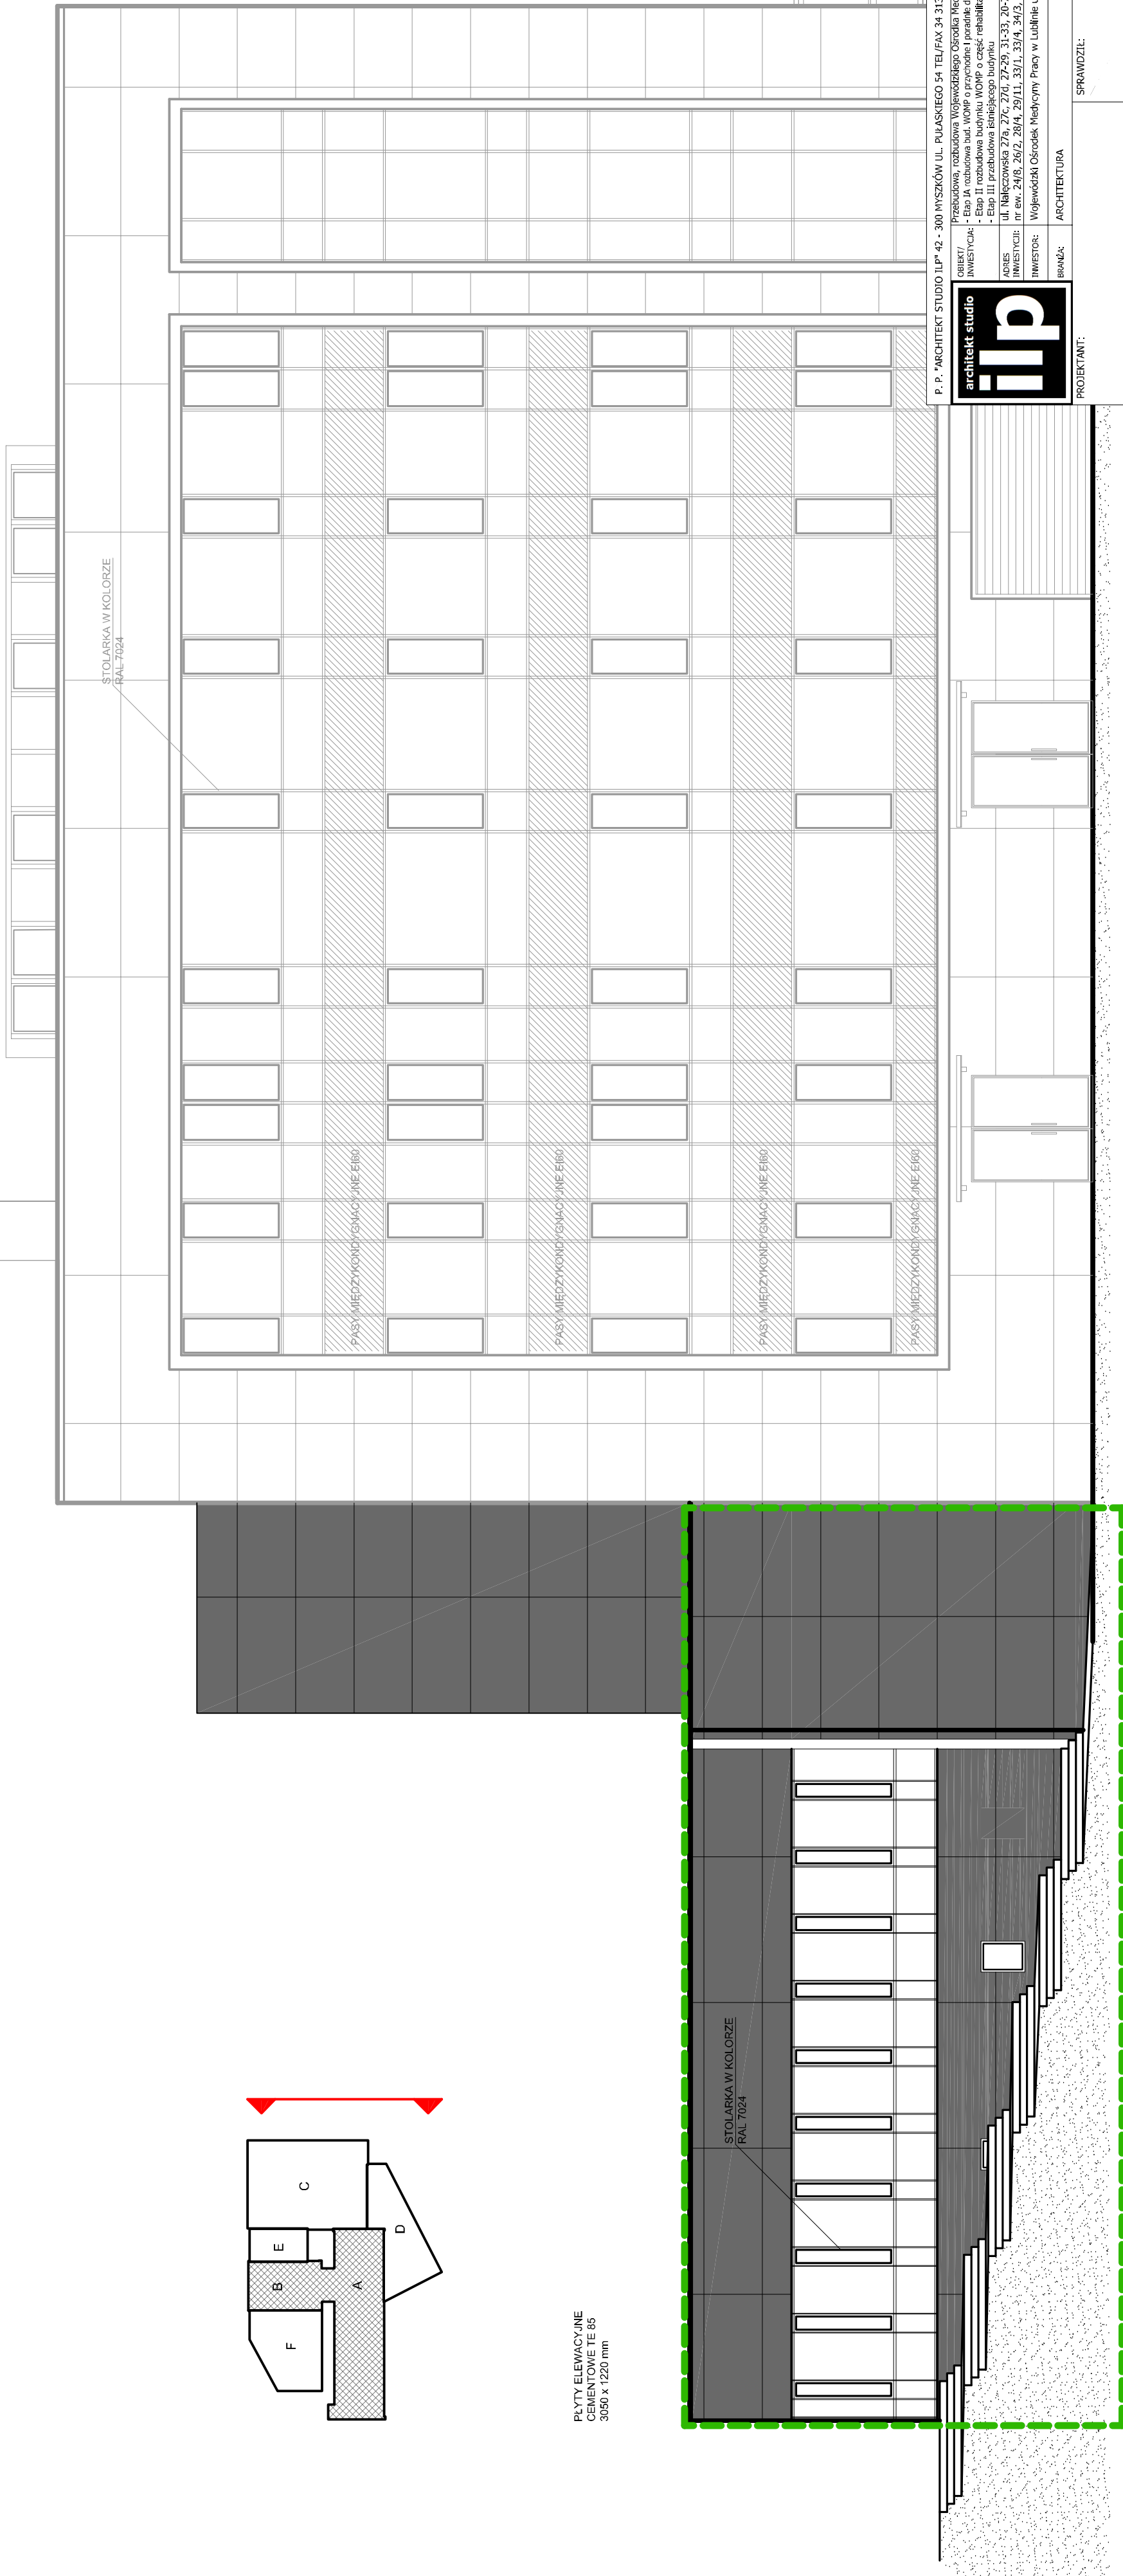 STOLARKA W KOLORZE
RAL 7024
PASY MIĘDZYKONDYGNACYJNE EI60
PASY MIĘDZYKONDYGNACYJNE EI60
PASY MIĘDZYKONDYGNACYJNE EI60
PASY MIĘDZYKONDYGNACYJNE EI60
STOLARKA W KOLORZE
RAL 7024
F
B
E
C
A
D
PŁYTY ELEWACYJNE
CEMENTOWE TE 85
3050 x 1220 mm
P. P. "ARCHITEKT STUDIO ILP" 42 - 300 MYSZKÓW UL. PUŁASKIEGO 54 TEL/FAX 34 313
architekt studio
ilp
OBIEKT/
INWESTYCJA:
Przebudowa, rozbudowa Wojewódzkiego Ośrodka Med
- Etap IA rozbudowa bud. WOMP o przychodnie i poradnie d
- Etap II rozbudowa budynku WOMP o część rehabilita
- Etap III przebudowa istniejącego budynku
ADRES
INWESTYCJI:
ul. Nałęczowska 27a, 27c, 27d, 27-29, 31-33, 20-
nr ew. 24/8, 26/2, 28/4, 29/11, 33/1, 33/4, 34/3,
INWESTOR:
Wojewódzki Ośrodek Medycyny Pracy w Lublinie u
BRANŻA:
ARCHITEKTURA
PROJEKTANT:
SPRAWDZIŁ: